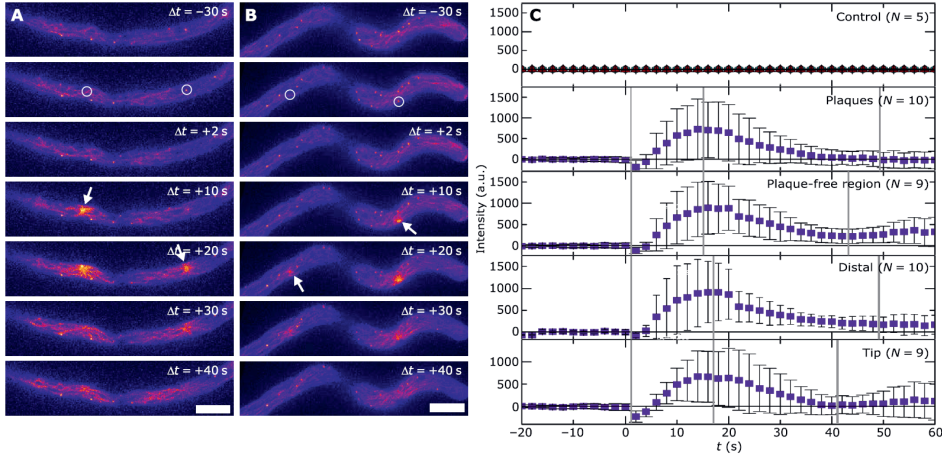 A
Δt = −30 s
Δt = +2 s
Δt = +10 s
Δt = +20 s
Δt = +30 s
Δt = +40 s
B
Δt = −30 s
Δt = +2 s
Δt = +10 s
Δt = +20 s
Δt = +30 s
Δt = +40 s
C
Intensity (a.u.)
Control (N = 5)
1500
1000
500
0
Plaques (N = 10)
1500
1000
500
0
Plaque-free region (N = 9)
1500
1000
500
0
Distal (N = 10)
1500
1000
500
0
Tip (N = 9)
1000
500
0
−20 −10 0 10 20 30 40 50 60
t (s)